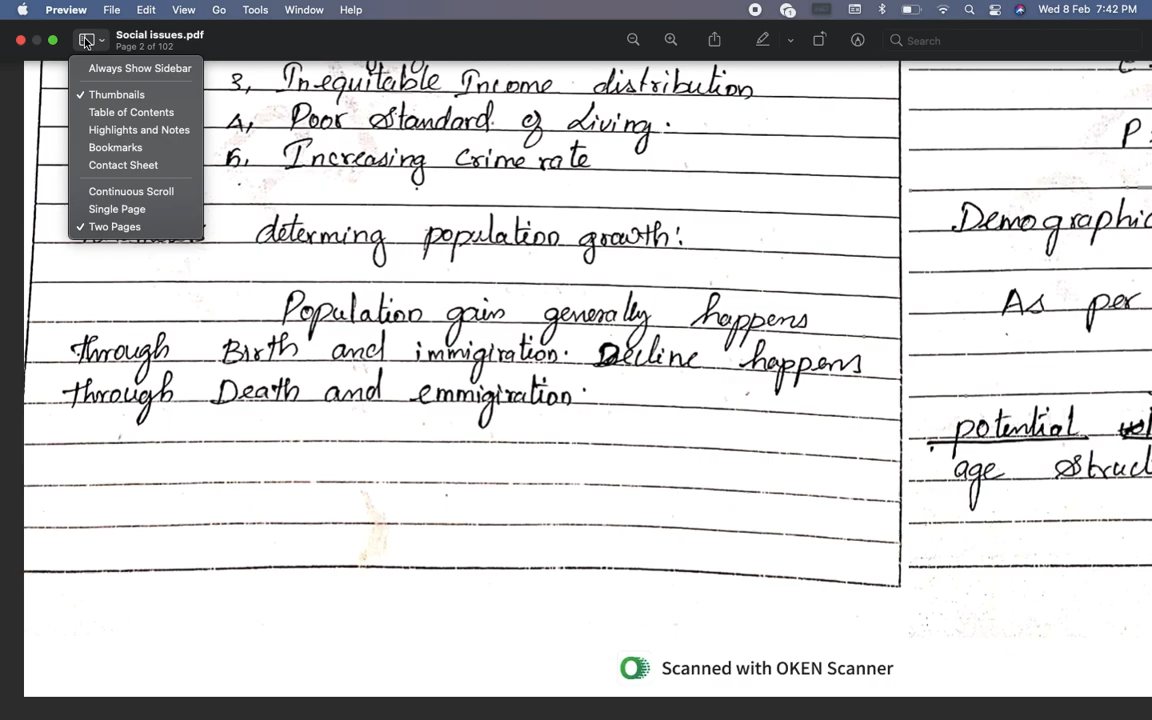 Preview File Edit View Go Tools Window Help Wed 8 Feb 7:42 PM
Social issues.pdf
Page 2 of 102
Search
Always Show Sidebar
✓ Thumbnails
Table of Contents
Highlights and Notes
Bookmarks
Contact Sheet
Continuous Scroll
Single Page
✓ Two Pages
3, Inequitable Income distribution
4, Poor standard of Living.
5, Increasing Crime rate
determing population growth:
Population gain generally happens
through Birth and immigiration. Decline happens
through Death and emmigiration.
Scanned with OKEN Scanner
P
Demographic
As per
potential
age struct